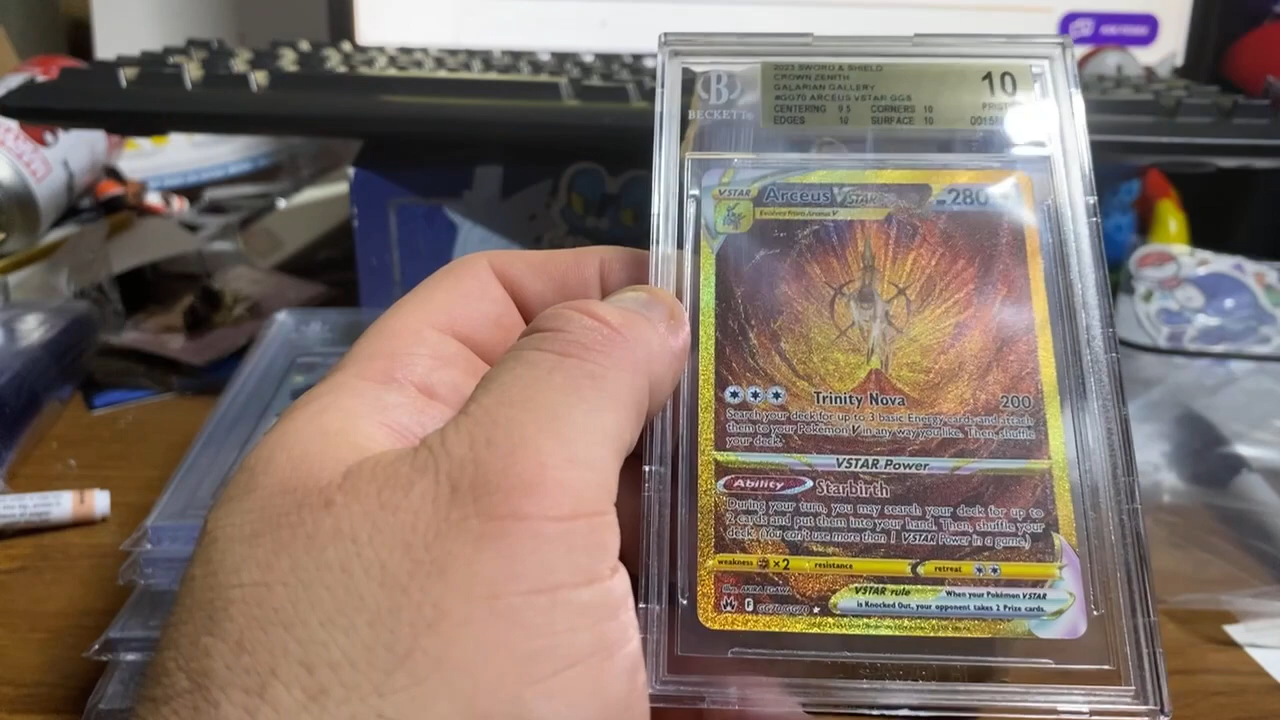 2023 SWORD & SHIELD
CROWN ZENITH
GALARIAN GALLERY
#GG70 ARCEUS VSTAR GGS
CENTERING 9.5 CORNERS 10
EDGES 10 SURFACE 10
10
B
BECKETT
VSTAR Arceus VSTAR 280
Evolves from Arceus V
Trinity Nova 200
Search your deck for up to 3 basic Energy cards and attach
them to your Pokémon V in any way you like. Then, shuffle
your deck.
VSTAR Power
Ability Starbirth
During your turn, you may search your deck for up to
2 cards and put them into your hand. Then, shuffle your
deck. (You can't use more than 1 VSTAR Power in a game.)
weakness ×2 resistance retreat
Illus. AKIRA EGAWA
F GG70/GG70
VSTAR rule When your Pokémon VSTAR
is Knocked Out, your opponent takes 2 Prize cards.